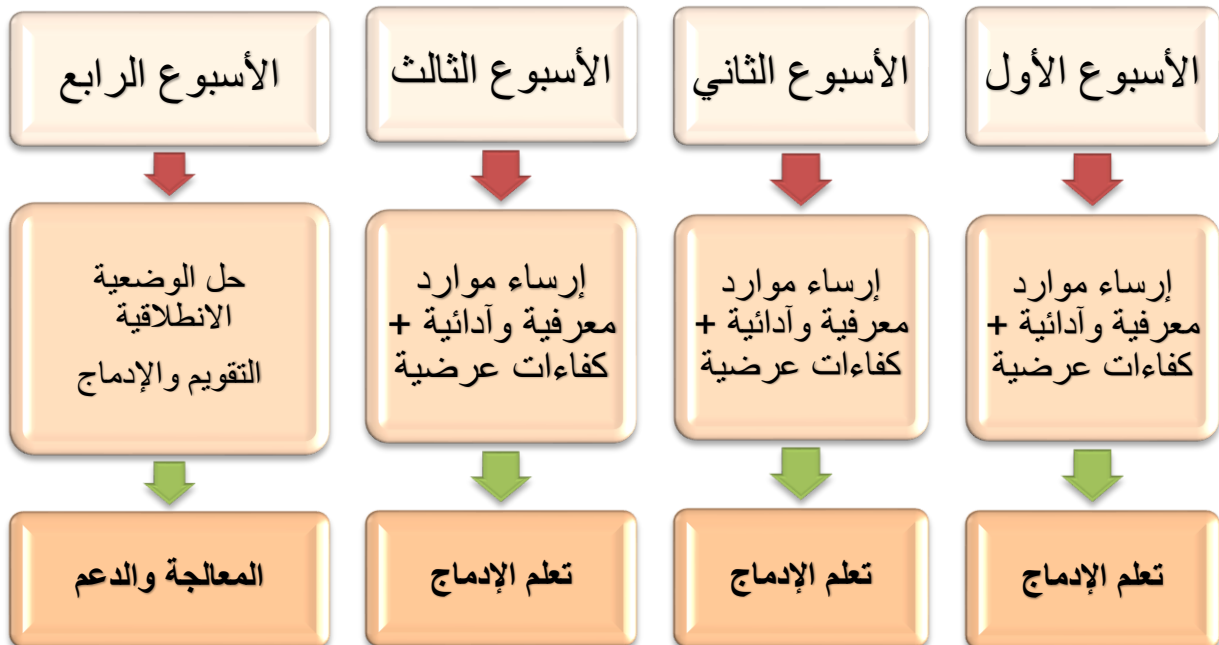 الأسبوع الأول
الأسبوع الثاني
الأسبوع الثالث
الأسبوع الرابع
إرساء موارد
معرفية وآدائية +
كفاءات عرضية
إرساء موارد
معرفية وآدائية +
كفاءات عرضية
إرساء موارد
معرفية وآدائية +
كفاءات عرضية
حل الوضعية
الانطلاقية
التقويم والإدماج
تعلم الإدماج
تعلم الإدماج
تعلم الإدماج
المعالجة والدعم